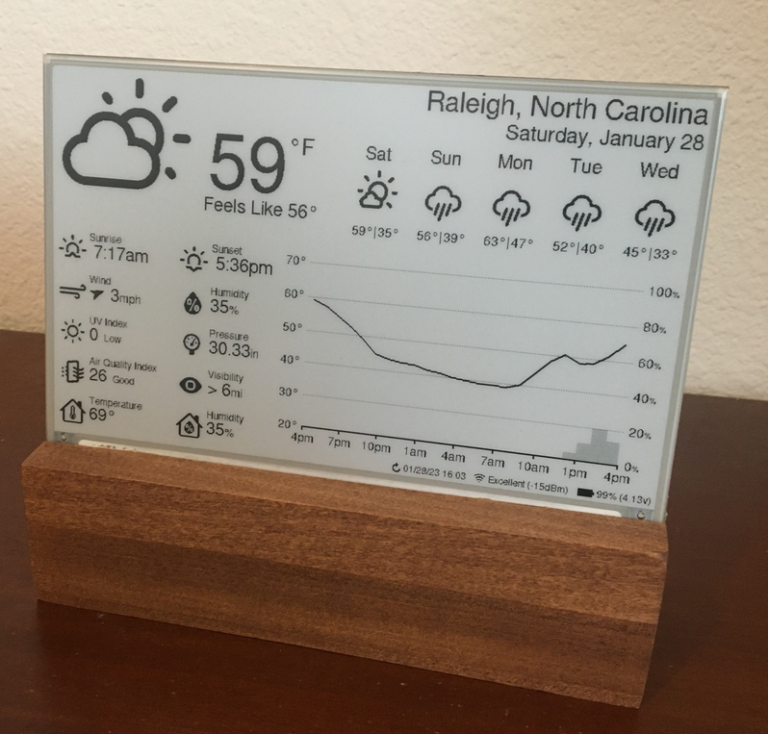 Raleigh, North Carolina
Saturday, January 28
59°F
Feels Like 56°
Sat Sun Mon Tue Wed
59°|35° 56°|39° 63°|47° 52°|40° 45°|33°
Sunrise
7:17am
Sunset
5:36pm
Wind
3mph
Humidity
35%
UV Index
0 Low
Pressure
30.33in
Air Quality Index
26 Good
Visibility
> 6mi
Temperature
69°
Humidity
35%
70°
60°
50°
40°
30°
20°
100%
80%
60%
40%
20%
0%
4pm 7pm 10pm 1am 4am 7am 10am 1pm 4pm
01/28/23 16:03 Excellent (-15dBm) 99% (4.13v)